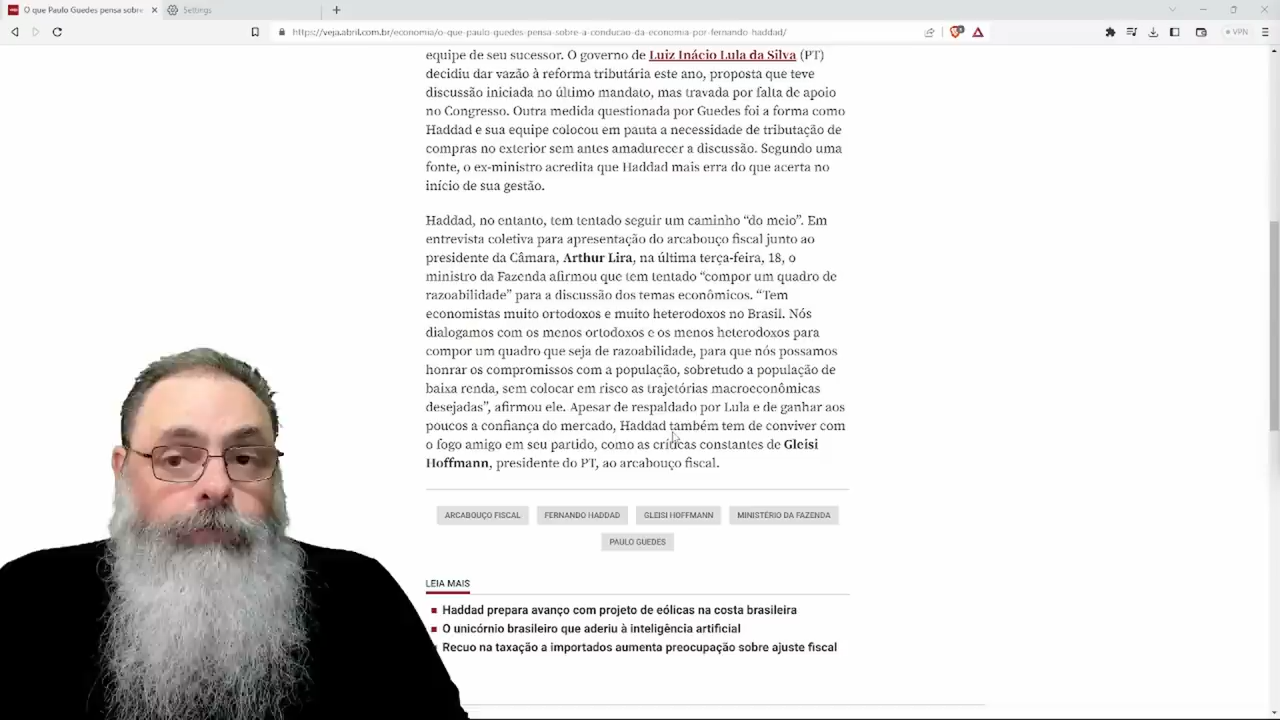 O que Paulo Guedes pensa sobre
Settings
https://veja.abril.com.br/economia/o-que-paulo-guedes-pensa-sobre-a-conducao-da-economia-por-fernando-haddad/
VPN
equipe de seu sucessor. O governo de Luiz Inácio Lula da Silva (PT)
decidiu dar vazão à reforma tributária este ano, proposta que teve
discussão iniciada no último mandato, mas travada por falta de apoio
no Congresso. Outra medida questionada por Guedes foi a forma como
Haddad e sua equipe colocou em pauta a necessidade de tributação de
compras no exterior sem antes amadurecer a discussão. Segundo uma
fonte, o ex-ministro acredita que Haddad mais erra do que acerta no
início de sua gestão.
Haddad, no entanto, tem tentado seguir um caminho “do meio”. Em
entrevista coletiva para apresentação do arcabouço fiscal junto ao
presidente da Câmara, Arthur Lira, na última terça-feira, 18, o
ministro da Fazenda afirmou que tem tentado “compor um quadro de
razoabilidade” para a discussão dos temas econômicos. “Tem
economistas muito ortodoxos e muito heterodoxos no Brasil. Nós
dialogamos com os menos ortodoxos e os menos heterodoxos para
compor um quadro que seja de razoabilidade, para que nós possamos
honrar os compromissos com a população, sobretudo a população de
baixa renda, sem colocar em risco as trajetórias macroeconômicas
desejadas”, afirmou ele. Apesar de respaldado por Lula e de ganhar aos
poucos a confiança do mercado, Haddad também tem de conviver com
o fogo amigo em seu partido, como as críticas constantes de Gleisi
Hoffmann, presidente do PT, ao arcabouço fiscal.
ARCABOUÇO FISCAL FERNANDO HADDAD GLEISI HOFFMANN MINISTÉRIO DA FAZENDA
PAULO GUEDES
LEIA MAIS
Haddad prepara avanço com projeto de eólicas na costa brasileira
O unicórnio brasileiro que aderiu à inteligência artificial
Recuo na taxação a importados aumenta preocupação sobre ajuste fiscal